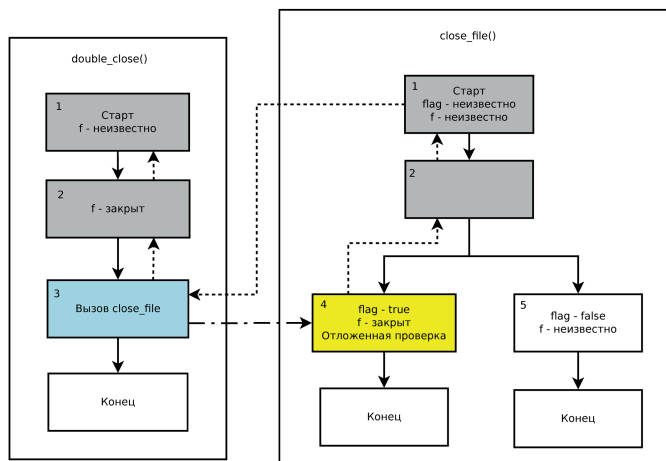 double_close()
1
Старт
f - неизвестно
2
f - закрыт
3
Вызов close_file
Конец
close_file()
1
Старт
flag - неизвестно
f - неизвестно
2
4
flag - true
f - закрыт
Отложенная проверка
5
flag - false
f - неизвестно
Конец
Конец